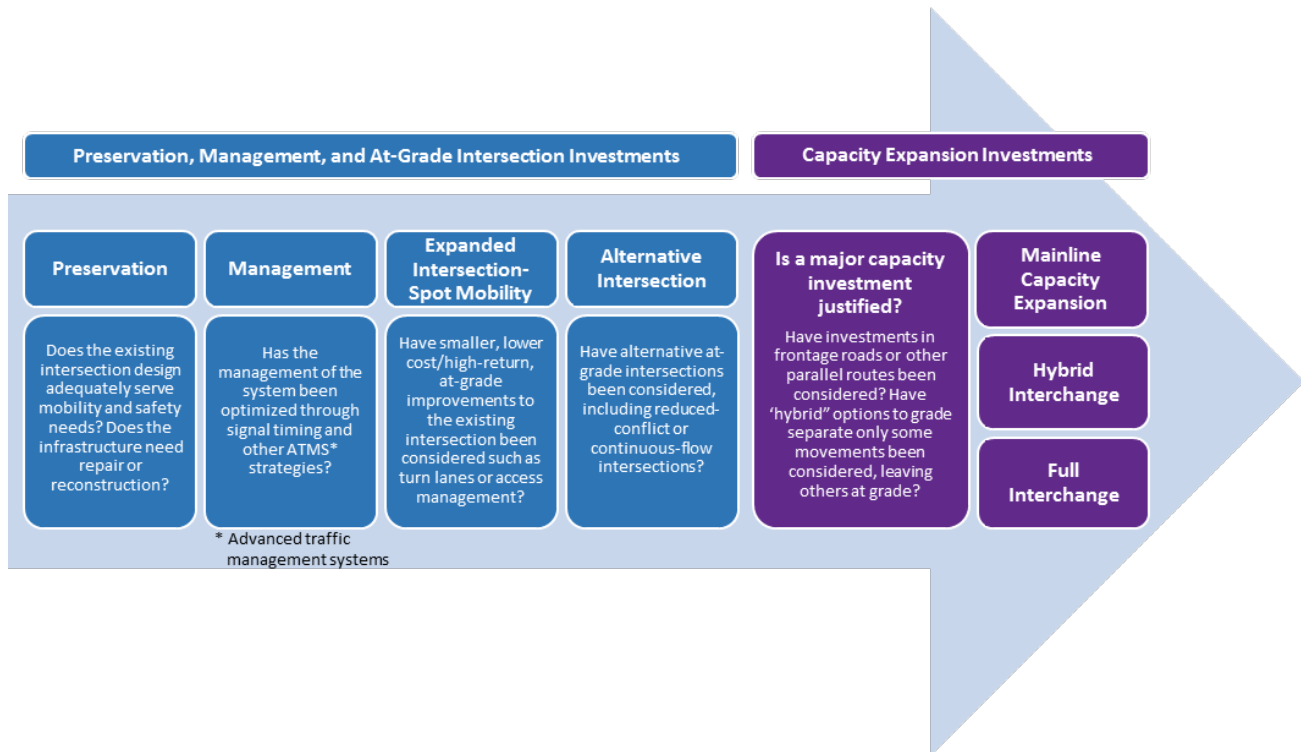 Preservation, Management, and At-Grade Intersection Investments
Capacity Expansion Investments
Preservation
Does the existing
intersection design
adequately serve
mobility and safety
needs? Does the
infrastructure need
repair or
reconstruction?
Management
Has the
management of the
system been
optimized through
signal timing and
other ATMS*
strategies?
* Advanced traffic
management systems
Expanded
Intersection-
Spot Mobility
Have smaller, lower
cost/high-return,
at-grade
improvements to
the existing
intersection been
considered such as
turn lanes or access
management?
Alternative
Intersection
Have alternative at-
grade intersections
been considered,
including reduced-
conflict or
continuous-flow
intersections?
Is a major capacity
investment
justified?
Have investments in
frontage roads or other
parallel routes been
considered? Have
‘hybrid” options to grade
separate only some
movements been
considered, leaving
others at grade?
Mainline
Capacity
Expansion
Hybrid
Interchange
Full
Interchange